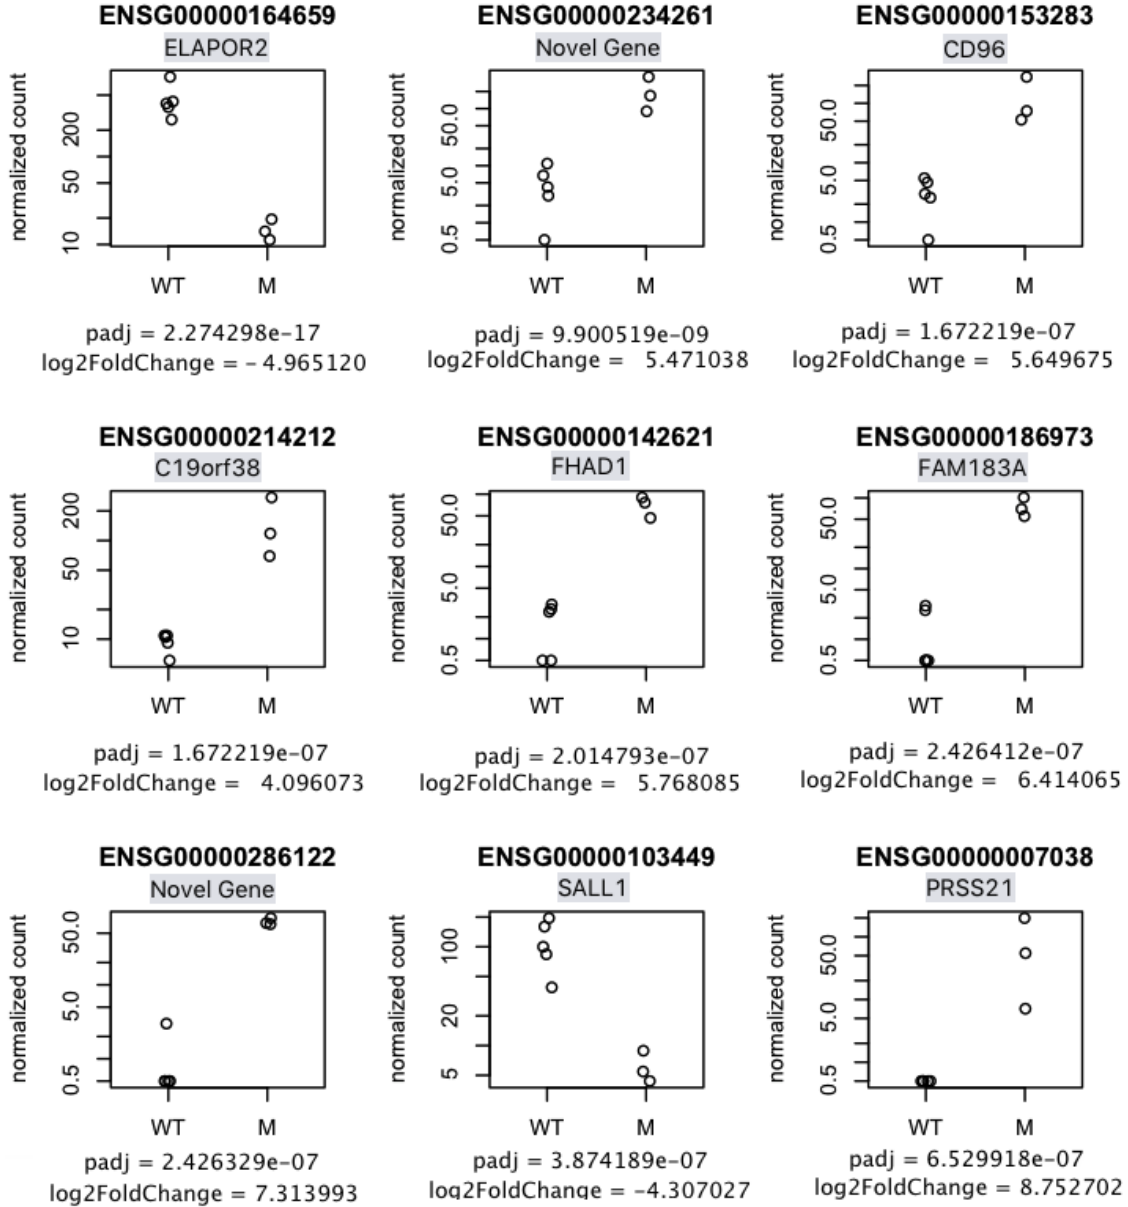 ENSG00000164659
ELAPOR2
normalized count
200
50
10
WT M
padj = 2.274298e-17
log2FoldChange = - 4.965120
ENSG00000234261
Novel Gene
normalized count
50.0
5.0
0.5
WT M
padj = 9.900519e-09
log2FoldChange = 5.471038
ENSG00000153283
CD96
normalized count
50.0
5.0
0.5
WT M
padj = 1.672219e-07
log2FoldChange = 5.649675
ENSG00000214212
C19orf38
normalized count
200
50
10
WT M
padj = 1.672219e-07
log2FoldChange = 4.096073
ENSG00000142621
FHAD1
normalized count
50.0
5.0
0.5
WT M
padj = 2.014793e-07
log2FoldChange = 5.768085
ENSG00000186973
FAM183A
normalized count
50.0
5.0
0.5
WT M
padj = 2.426412e-07
log2FoldChange = 6.414065
ENSG00000286122
Novel Gene
normalized count
50.0
5.0
0.5
WT M
padj = 2.426329e-07
log2FoldChange = 7.313993
ENSG00000103449
SALL1
normalized count
100
20
5
WT M
padj = 3.874189e-07
log2FoldChange = -4.307027
ENSG00000007038
PRSS21
normalized count
50.0
5.0
0.5
WT M
padj = 6.529918e-07
log2FoldChange = 8.752702